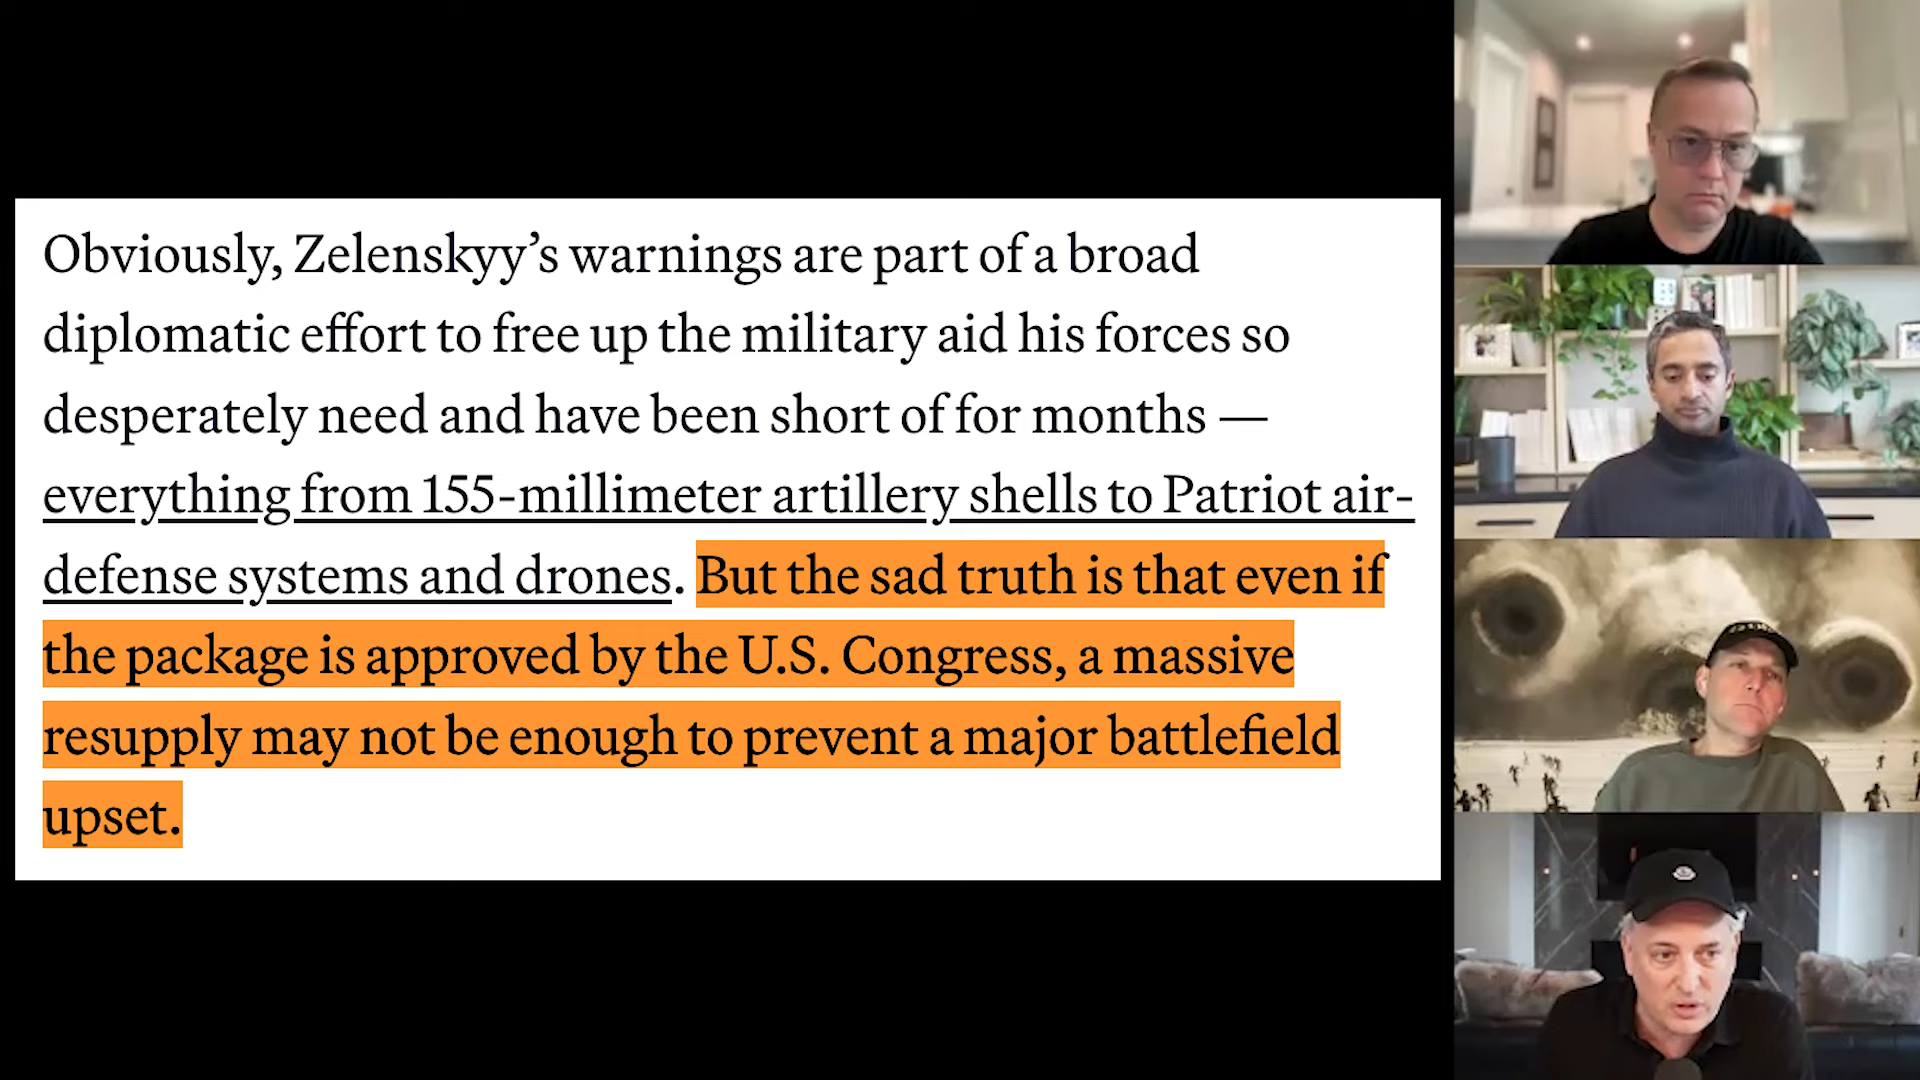 Obviously, Zelenskyy’s warnings are part of a broad
diplomatic effort to free up the military aid his forces so
desperately need and have been short of for months —
everything from 155-millimeter artillery shells to Patriot air-
defense systems and drones. But the sad truth is that even if
the package is approved by the U.S. Congress, a massive
resupply may not be enough to prevent a major battlefield
upset.